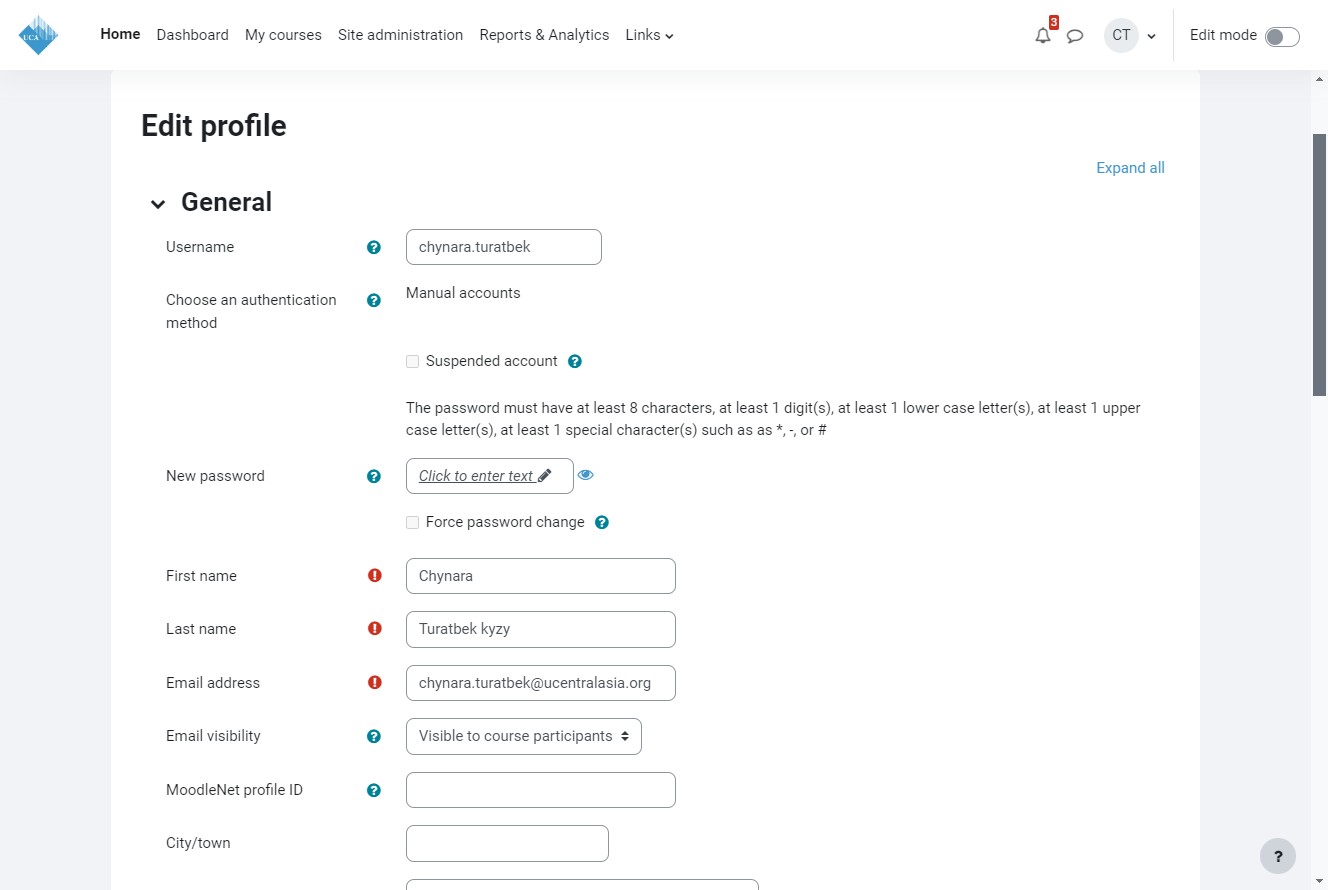 UCA
Home Dashboard My courses Site administration Reports & Analytics Links
3
CT
Edit mode
Edit profile
Expand all
General
Username
?
chynara.turatbek
Choose an authentication
method
?
Manual accounts
Suspended account ?
The password must have at least 8 characters, at least 1 digit(s), at least 1 lower case letter(s), at least 1 upper
case letter(s), at least 1 special character(s) such as as *, -, or #
New password
?
Click to enter text
Force password change ?
First name
!
Chynara
Last name
!
Turatbek kyzy
Email address
!
chynara.turatbek@ucentralasia.org
Email visibility
?
Visible to course participants
MoodleNet profile ID
?
City/town
?